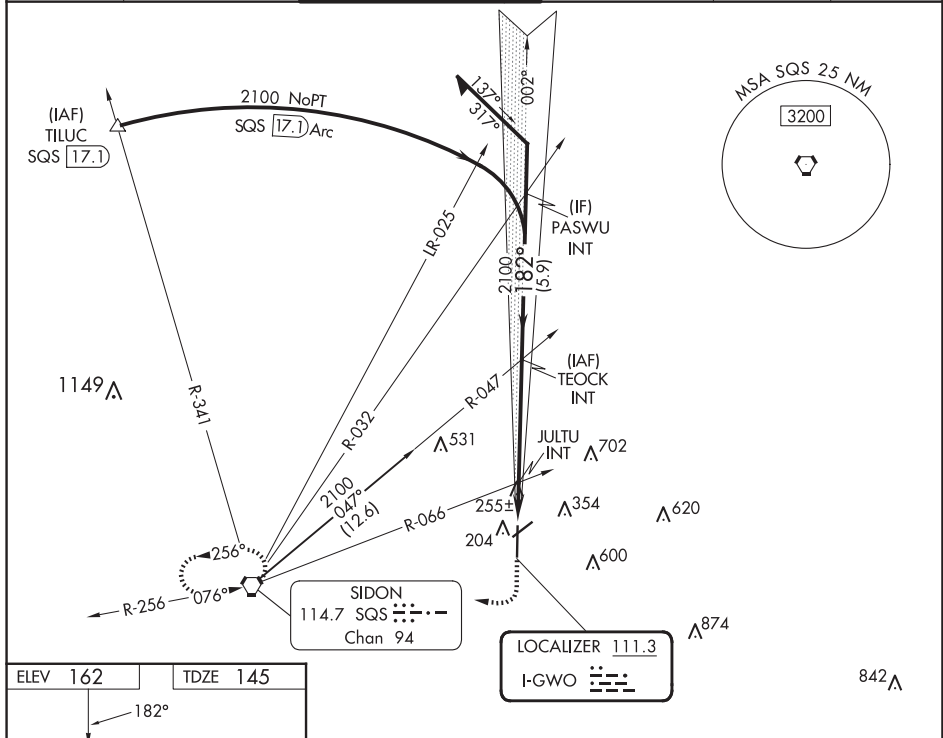 MSA SQS 25 NM
3200
2100 NoPT
SQS 17.1 Arc
(IAF)
TILUC
SQS 17.1
137°
317°
002°
LR-025
(IF)
PASWU
INT
2100
182°
(5.9)
(IAF)
TEOCK
INT
1149
R-341
R-032
R-047
531
JULTU
INT
702
2100
047°
(12.6)
R-066
255±
354
620
204
600
256°
R-256
076°
SIDON
114.7 SQS
Chan 94
874
LOCALIZER 111.3
I-GWO
842
ELEV 162
TDZE 145
182°